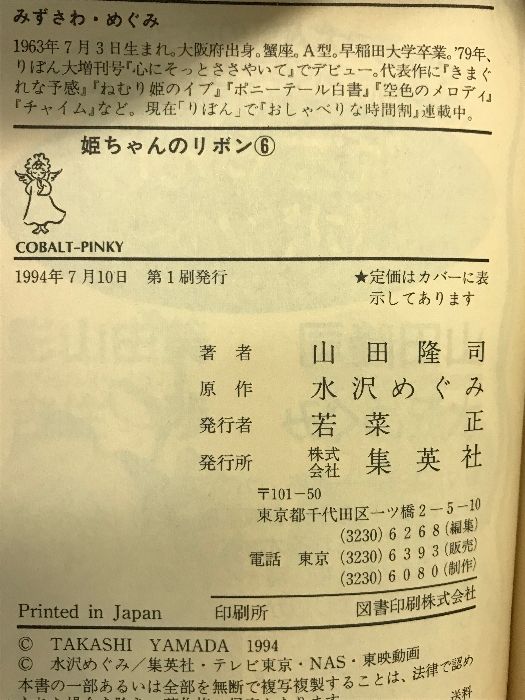 みずさわ・めぐみ
1963年7月3日生まれ。大阪府出身。蟹座。A型。早稲田大学卒業。'79年、
りぼん大増刊号『心にそっとささやいて』でデビュー。代表作に『きまぐ
れな予感』『ねむり姫のイブ』『ポニーテール白書』『空色のメロディ』
『チャイム』など。現在「りぼん」で『おしゃべりな時間割』連載中。
姫ちゃんのリボン⑥
COBALT-PINKY
1994年7月10日 第1刷発行
★定価はカバーに表
示してあります
著者 山田隆司
原作 水沢めぐみ
発行者 若菜正
発行所 株式会社 集英社
〒101-50
東京都千代田区一ツ橋2-5-10
(3230)6268(編集)
電話 東京 (3230)6393(販売)
(3230)6080(制作)
Printed in Japan 印刷所 図書印刷株式会社
© TAKASHI YAMADA 1994
© 水沢めぐみ/集英社・テレビ東京・NAS・東映動画
本書の一部あるいは全部を無断で複写複製することは、法律で認め
送料